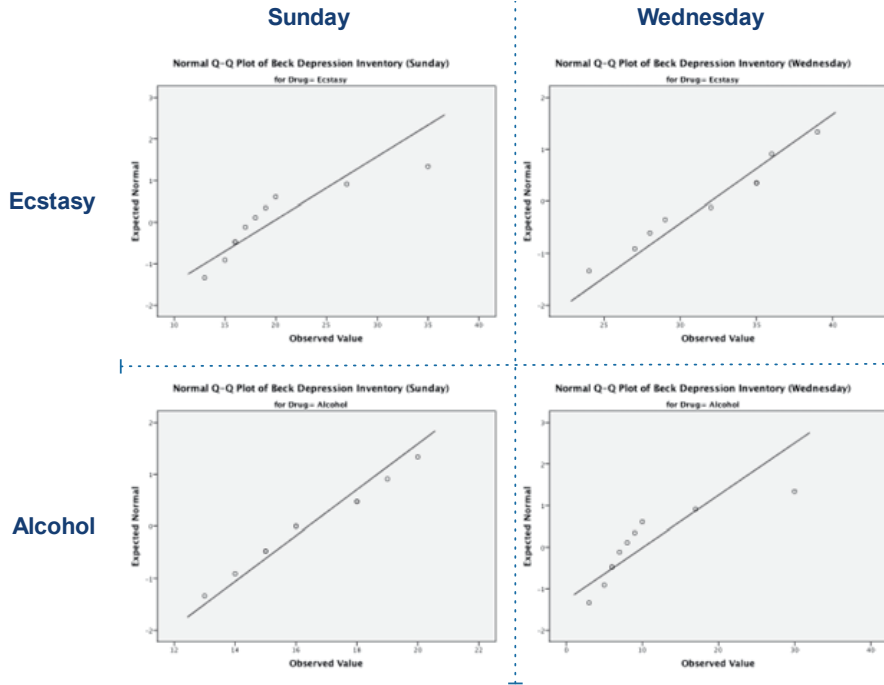 Sunday
Wednesday
Normal Q-Q Plot of Beck Depression Inventory (Sunday)
for Drug= Ecstasy
3
2
1
0
-1
-2
Expected Normal
10
15
20
25
30
35
40
Observed Value
Normal Q-Q Plot of Beck Depression Inventory (Wednesday)
for Drug= Ecstasy
2
1
0
-1
-2
Expected Normal
25
30
35
40
Observed Value
Ecstasy
Normal Q-Q Plot of Beck Depression Inventory (Sunday)
for Drug= Alcohol
2
1
0
-1
-2
Expected Normal
12
14
16
18
20
22
Observed Value
Normal Q-Q Plot of Beck Depression Inventory (Wednesday)
for Drug= Alcohol
3
2
1
0
-1
-2
Expected Normal
0
10
20
30
40
Observed Value
Alcohol